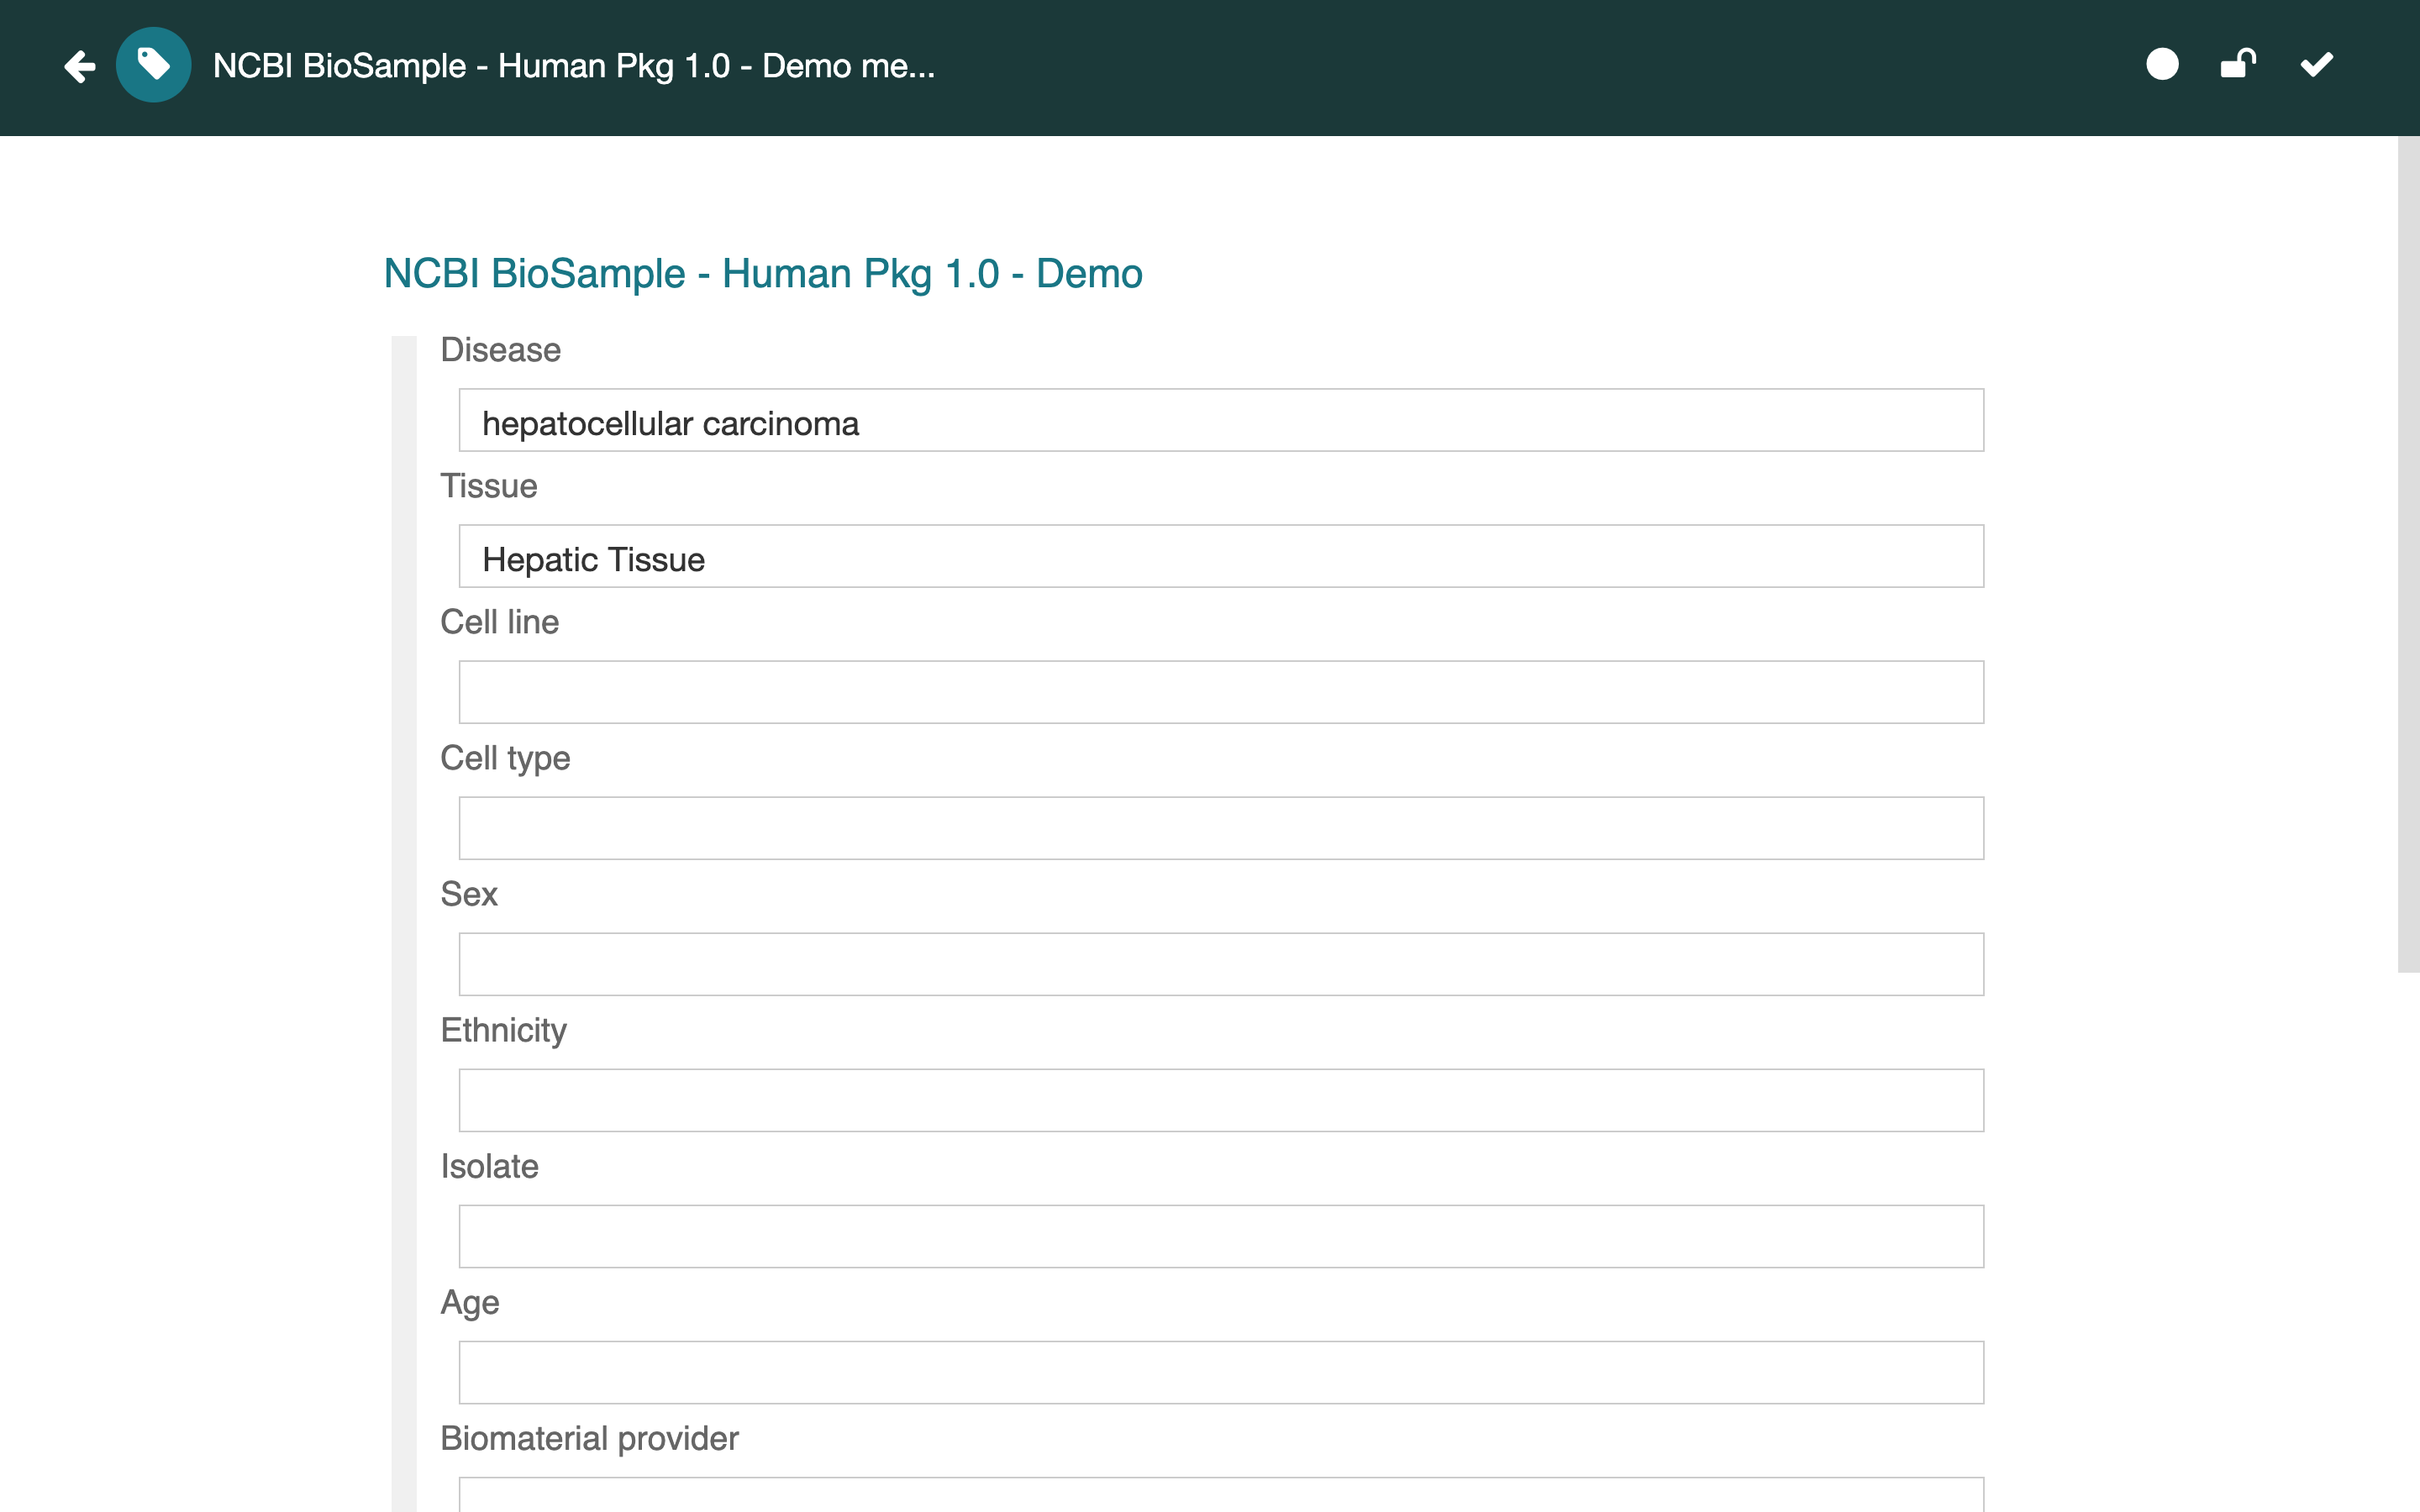 NCBI BioSample - Human Pkg 1.0 - Demo me...
NCBI BioSample - Human Pkg 1.0 - Demo
Disease
hepatocellular carcinoma
Tissue
Hepatic Tissue
Cell line
Cell type
Sex
Ethnicity
Isolate
Age
Biomaterial provider